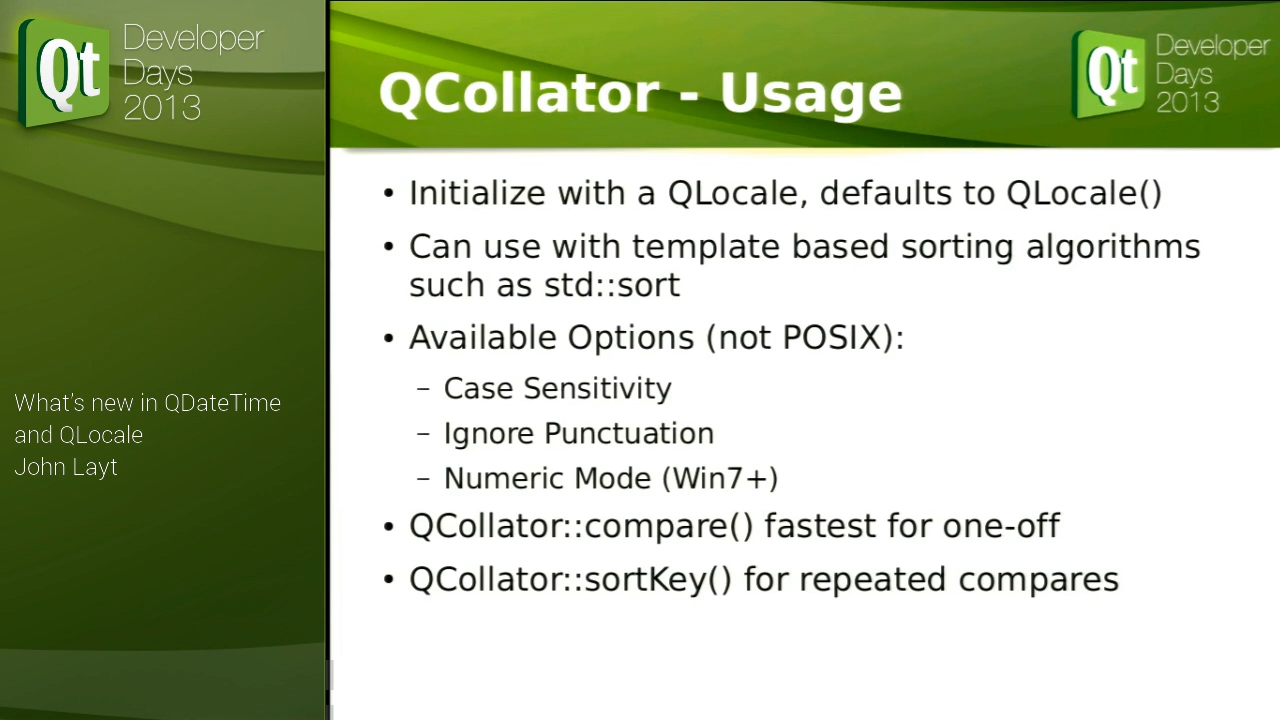 Qt Developer
Days
2013
What's new in QDateTime
and QLocale
John Layt
QCollator - Usage
Qt Developer
Days
2013
• Initialize with a QLocale, defaults to QLocale()
• Can use with template based sorting algorithms
such as std::sort
• Available Options (not POSIX):
– Case Sensitivity
– Ignore Punctuation
– Numeric Mode (Win7+)
• QCollator::compare() fastest for one-off
• QCollator::sortKey() for repeated compares